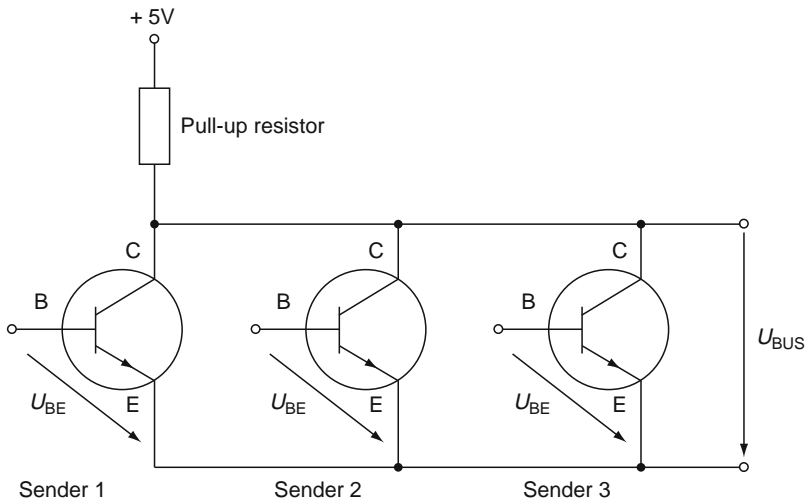 + 5V
Pull-up resistor
C
C
C
B
B
B
U_BUS
U_BE
E
U_BE
E
U_BE
E
Sender 1
Sender 2
Sender 3